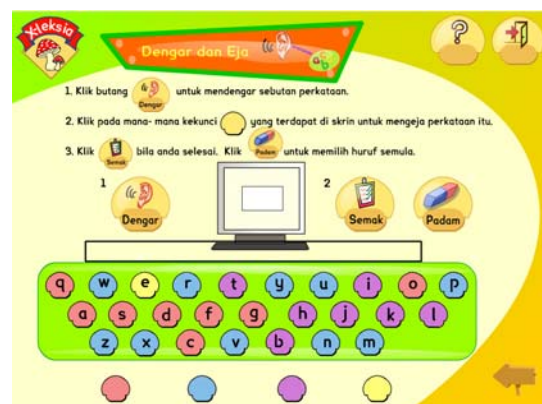 X-leksia
Dengar dan Eja
1. Klik butang Dengar untuk mendengar sebutan perkataan.
2. Klik pada mana- mana kekunci yang terdapat di skrin untuk mengeja perkataan itu.
3. Klik Semak bila anda selesai. Klik Padam untuk memilih huruf semula.
1 2
Dengar Semak Padam
q w e r t y u i o p
a s d f g h j k l
z x c v b n m